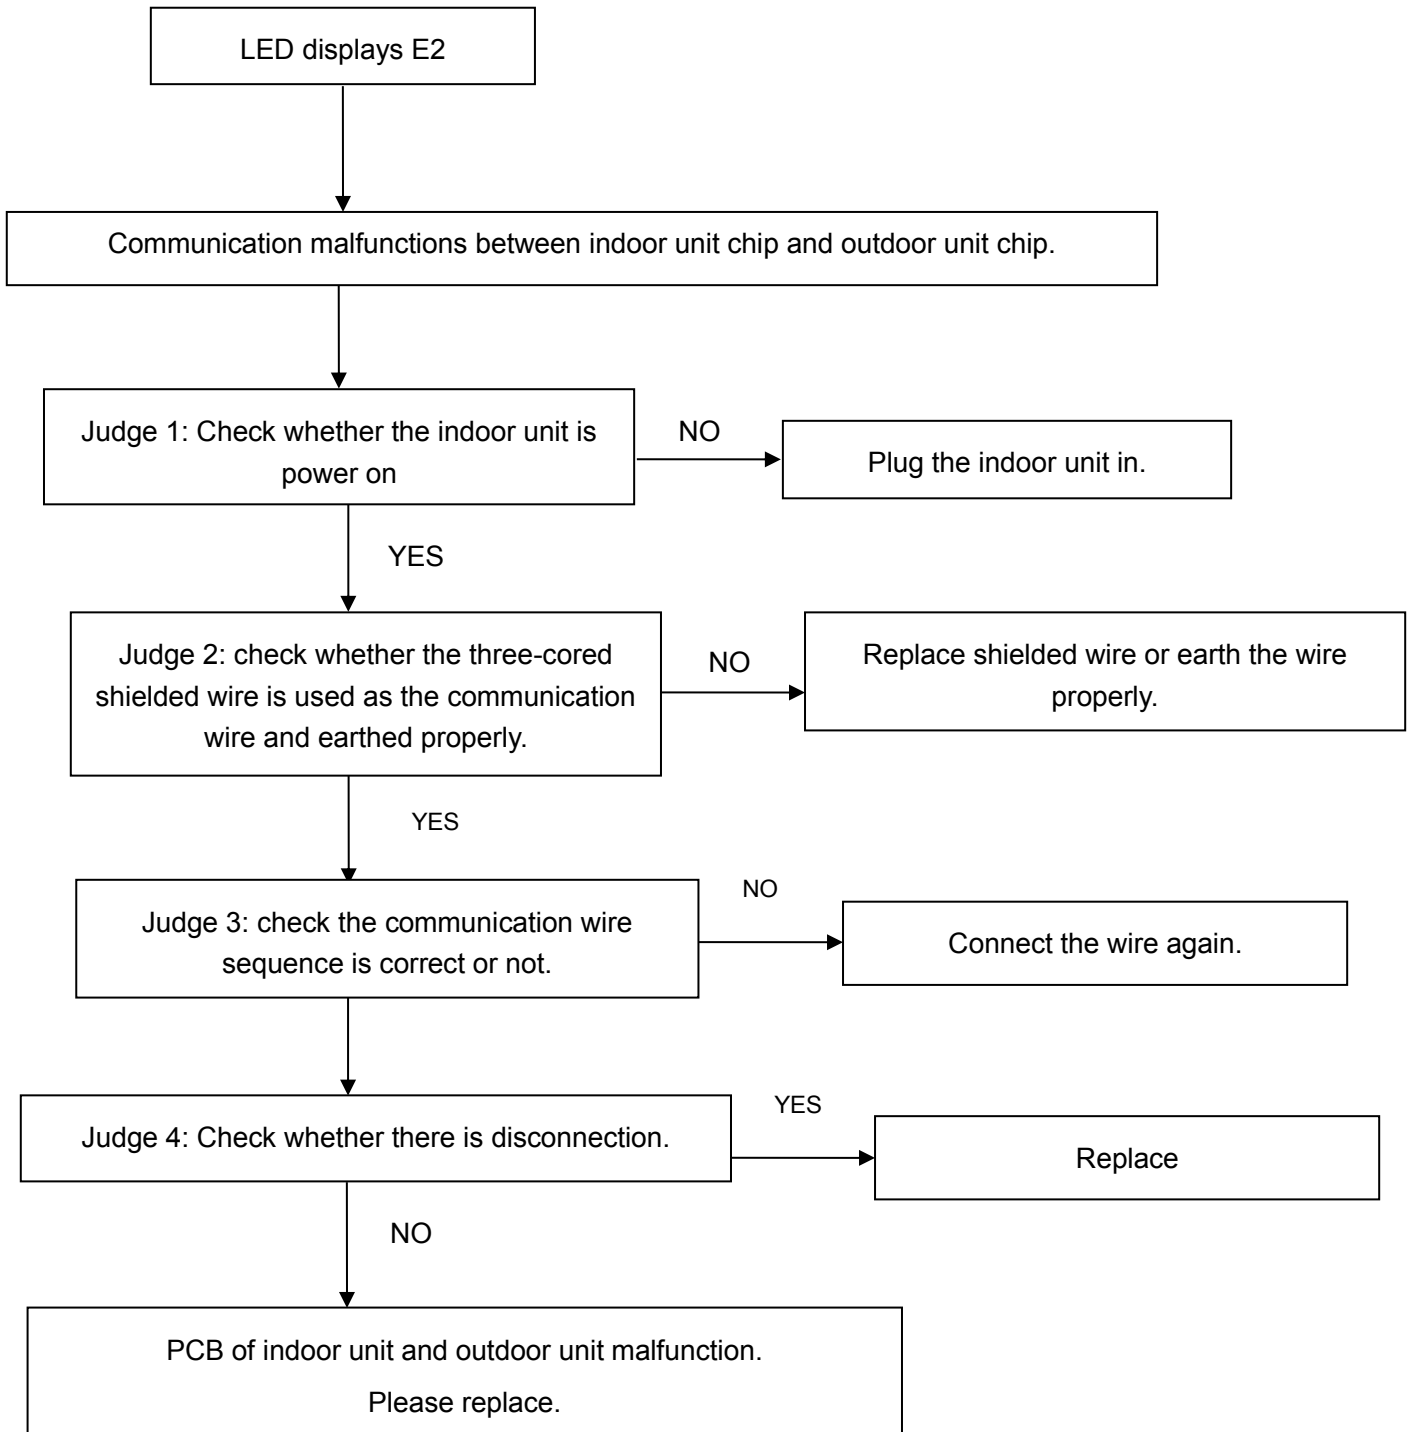 LED displays E2
Communication malfunctions between indoor unit chip and outdoor unit chip.
Judge 1: Check whether the indoor unit is
power on
NO
Plug the indoor unit in.
YES
Judge 2: check whether the three-cored
shielded wire is used as the communication
wire and earthed properly.
NO
Replace shielded wire or earth the wire
properly.
YES
Judge 3: check the communication wire
sequence is correct or not.
NO
Connect the wire again.
Judge 4: Check whether there is disconnection.
YES
Replace
NO
PCB of indoor unit and outdoor unit malfunction.
Please replace.